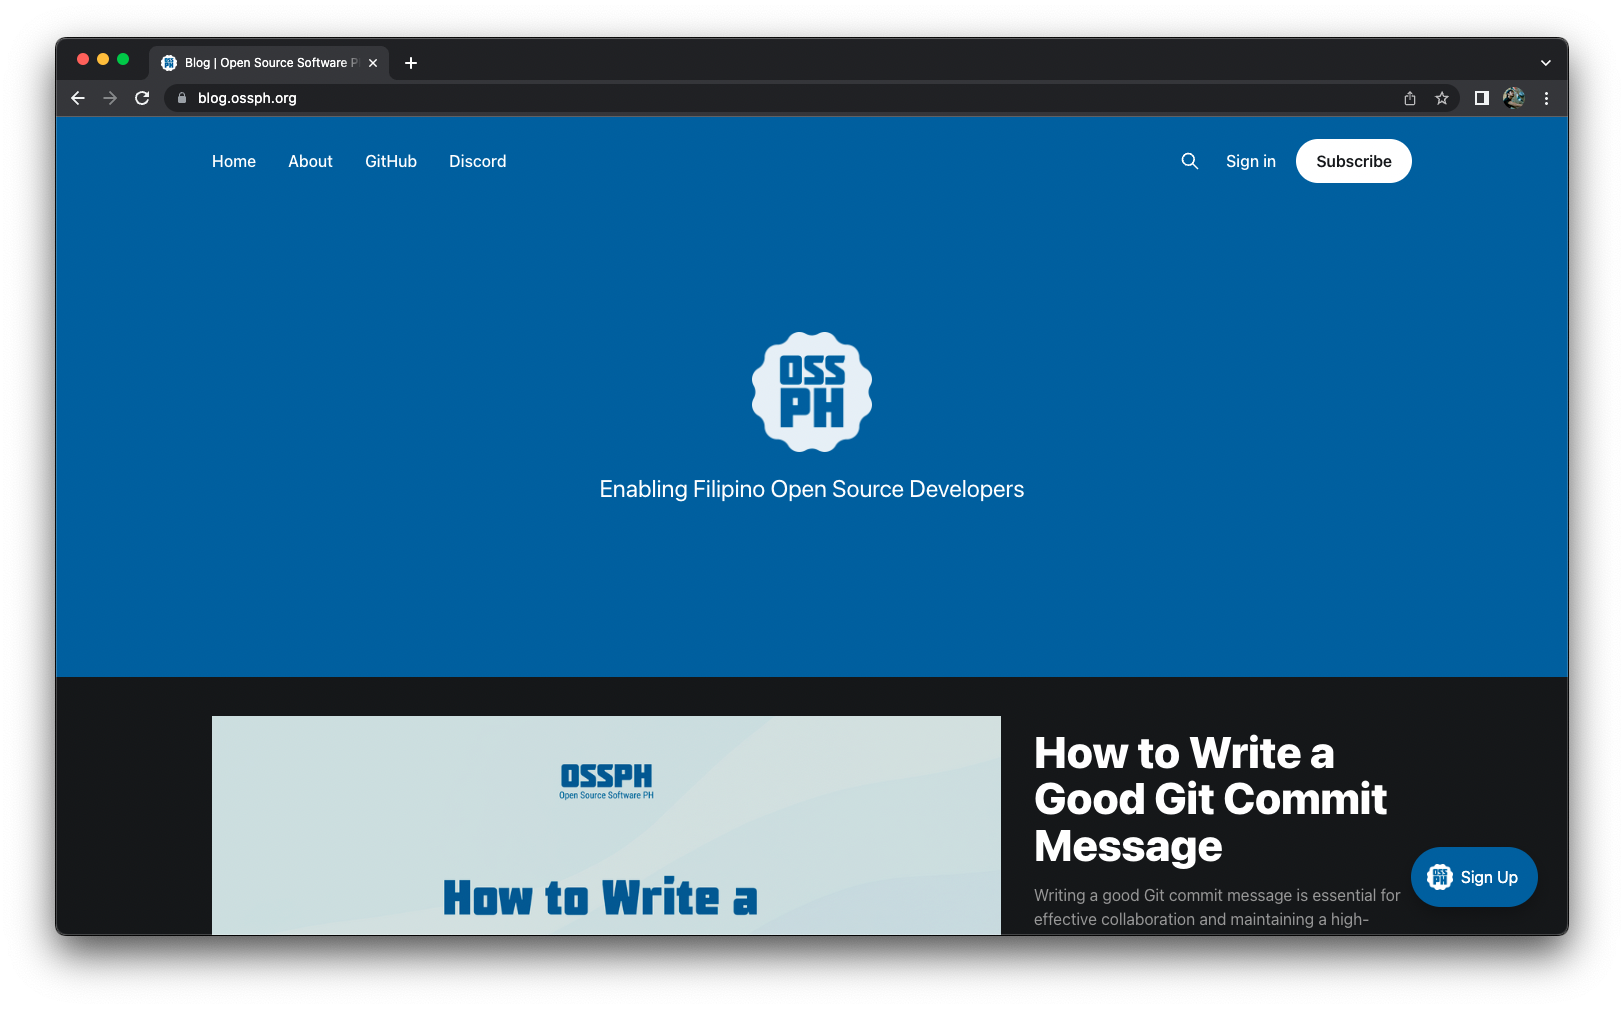 Blog | Open Source Software P
blog.ossph.org
Home About GitHub Discord Sign in Subscribe
OSS
PH
Enabling Filipino Open Source Developers
OSSPH
Open Source Software PH
How to Write a
How to Write a
Good Git Commit
Message
Writing a good Git commit message is essential for
effective collaboration and maintaining a high-
OSS
PH
Sign Up